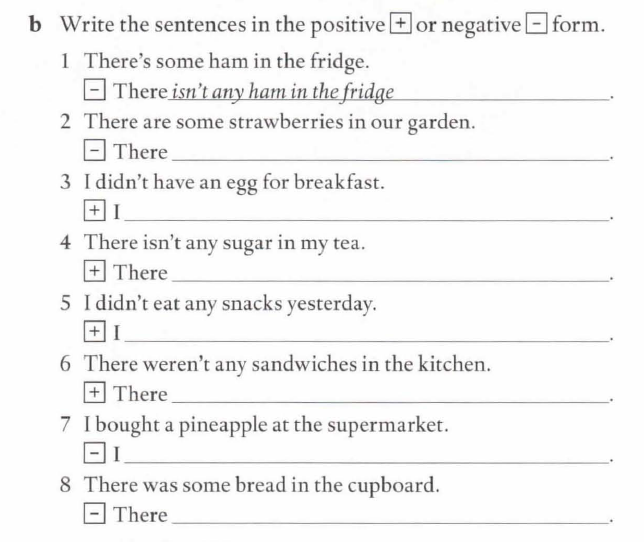 b Write the sentences in the positive + or negative - form.
1 There's some ham in the fridge.
- There isn't any ham in the fridge.
2 There are some strawberries in our garden.
- There ______.
3 I didn't have an egg for breakfast.
+ I ______.
4 There isn't any sugar in my tea.
+ There ______.
5 I didn't eat any snacks yesterday.
+ I ______.
6 There weren't any sandwiches in the kitchen.
+ There ______.
7 I bought a pineapple at the supermarket.
- I ______.
8 There was some bread in the cupboard.
- There ______.